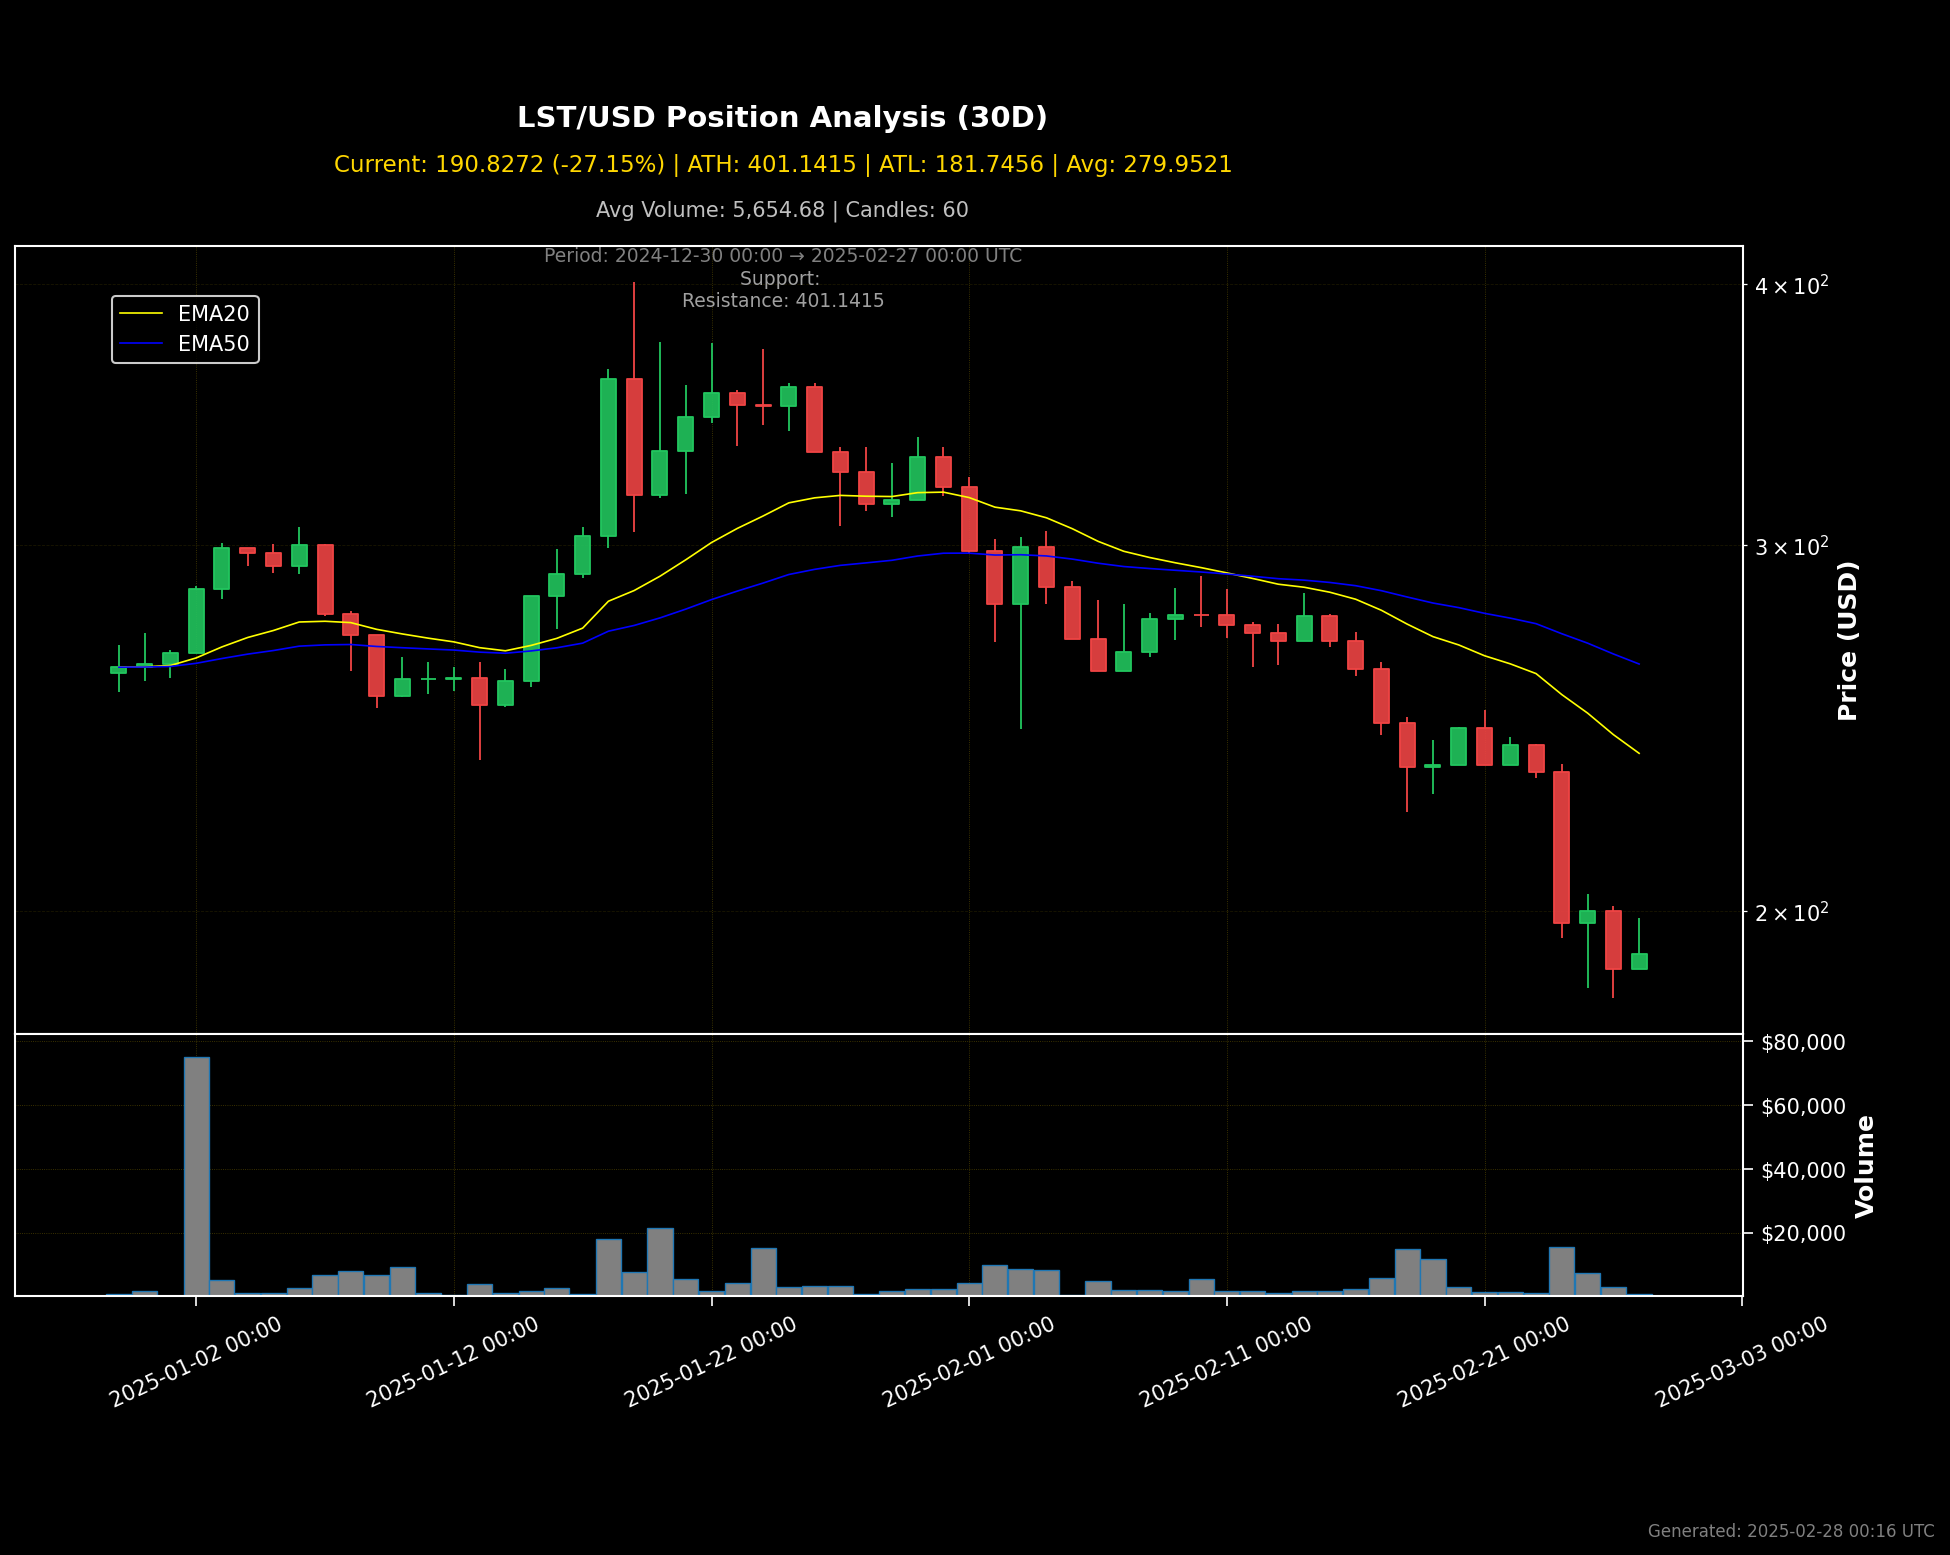 LST/USD Position Analysis (30D)
Current: 190.8272 (-27.15%) | ATH: 401.1415 | ATL: 181.7456 | Avg: 279.9521
Avg Volume: 5,654.68 | Candles: 60
Period: 2024-12-30 00:00 → 2025-02-27 00:00 UTC
Support:
Resistance: 401.1415
EMA20
EMA50
4 × 10²
3 × 10²
2 × 10²
Price (USD)
$80,000
$60,000
$40,000
$20,000
Volume
2025-01-02 00:00
2025-01-12 00:00
2025-01-22 00:00
2025-02-01 00:00
2025-02-11 00:00
2025-02-21 00:00
2025-03-03 00:00
Generated: 2025-02-28 00:16 UTC